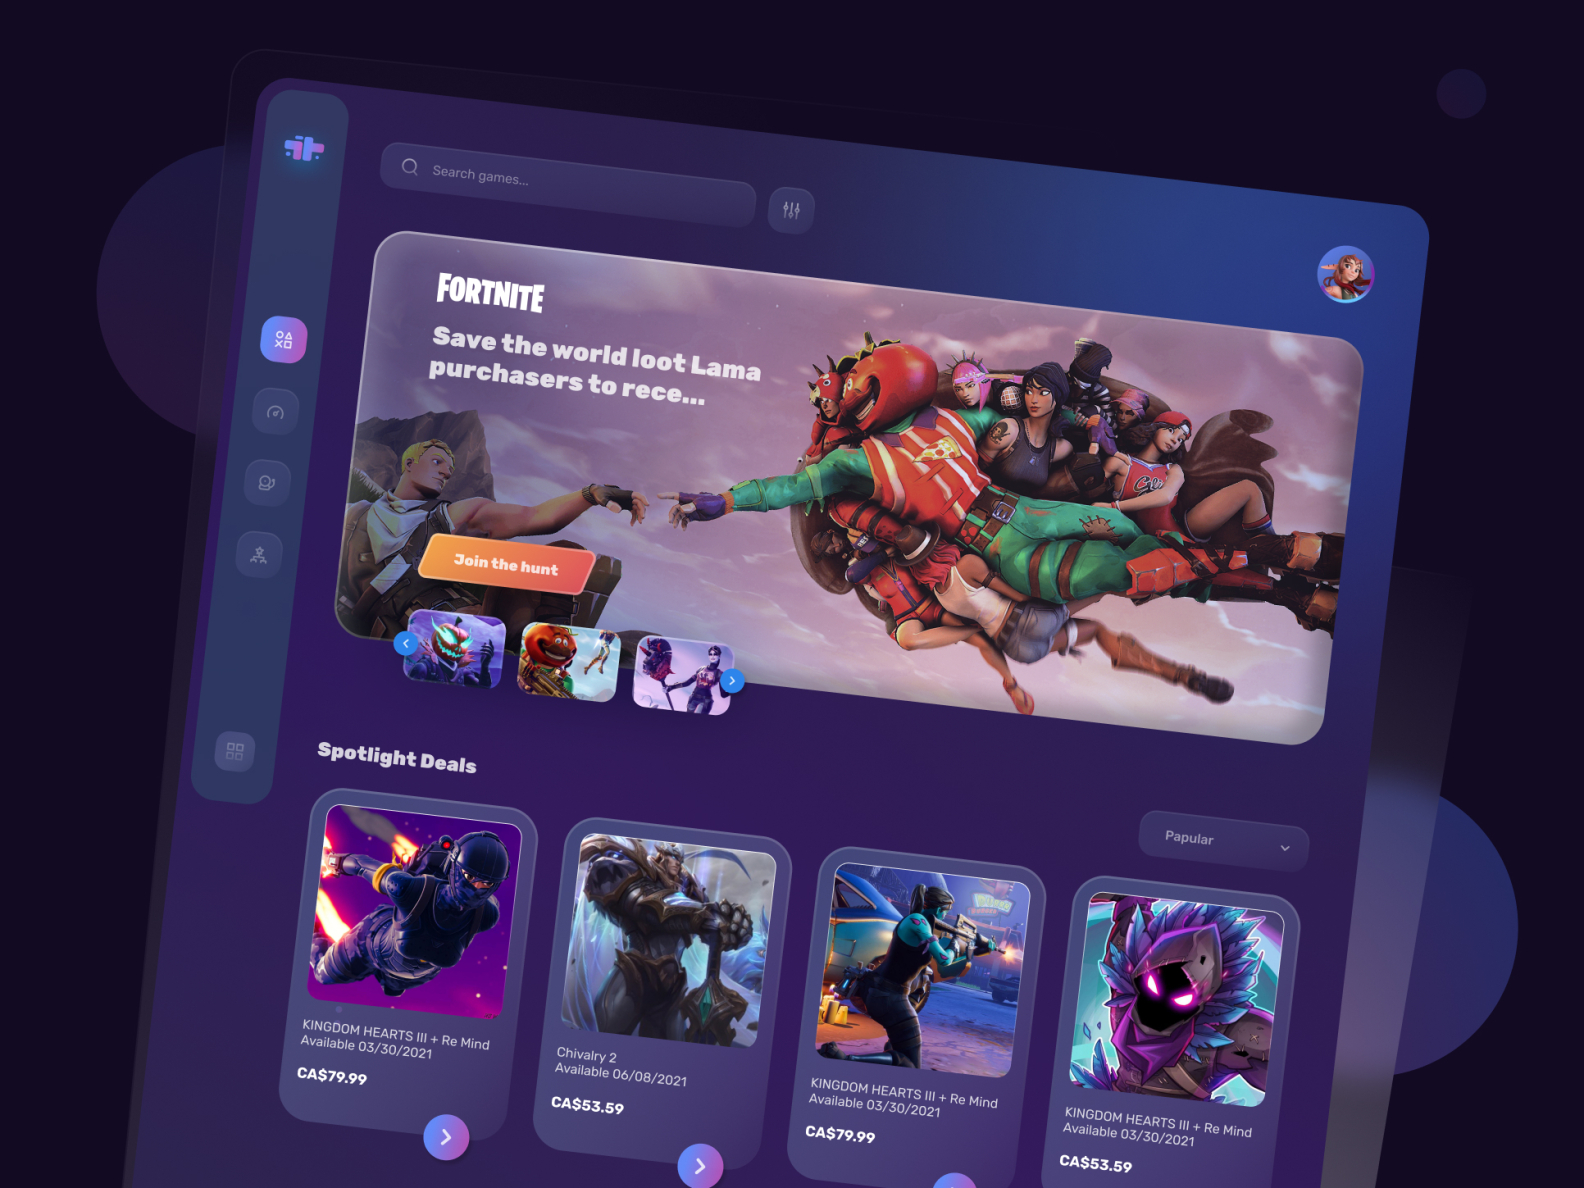 Search games...
FORTNITE
Save the world loot Lama
purchasers to rece...
Join the hunt
Spotlight Deals
Papular
KINGDOM HEARTS III + Re Mind
Available 03/30/2021
CA$79.99
Chivalry 2
Available 06/08/2021
CA$53.59
KINGDOM HEARTS III + Re Mind
Available 03/30/2021
CA$79.99
KINGDOM HEARTS III + Re Mind
Available 03/30/2021
CA$53.59